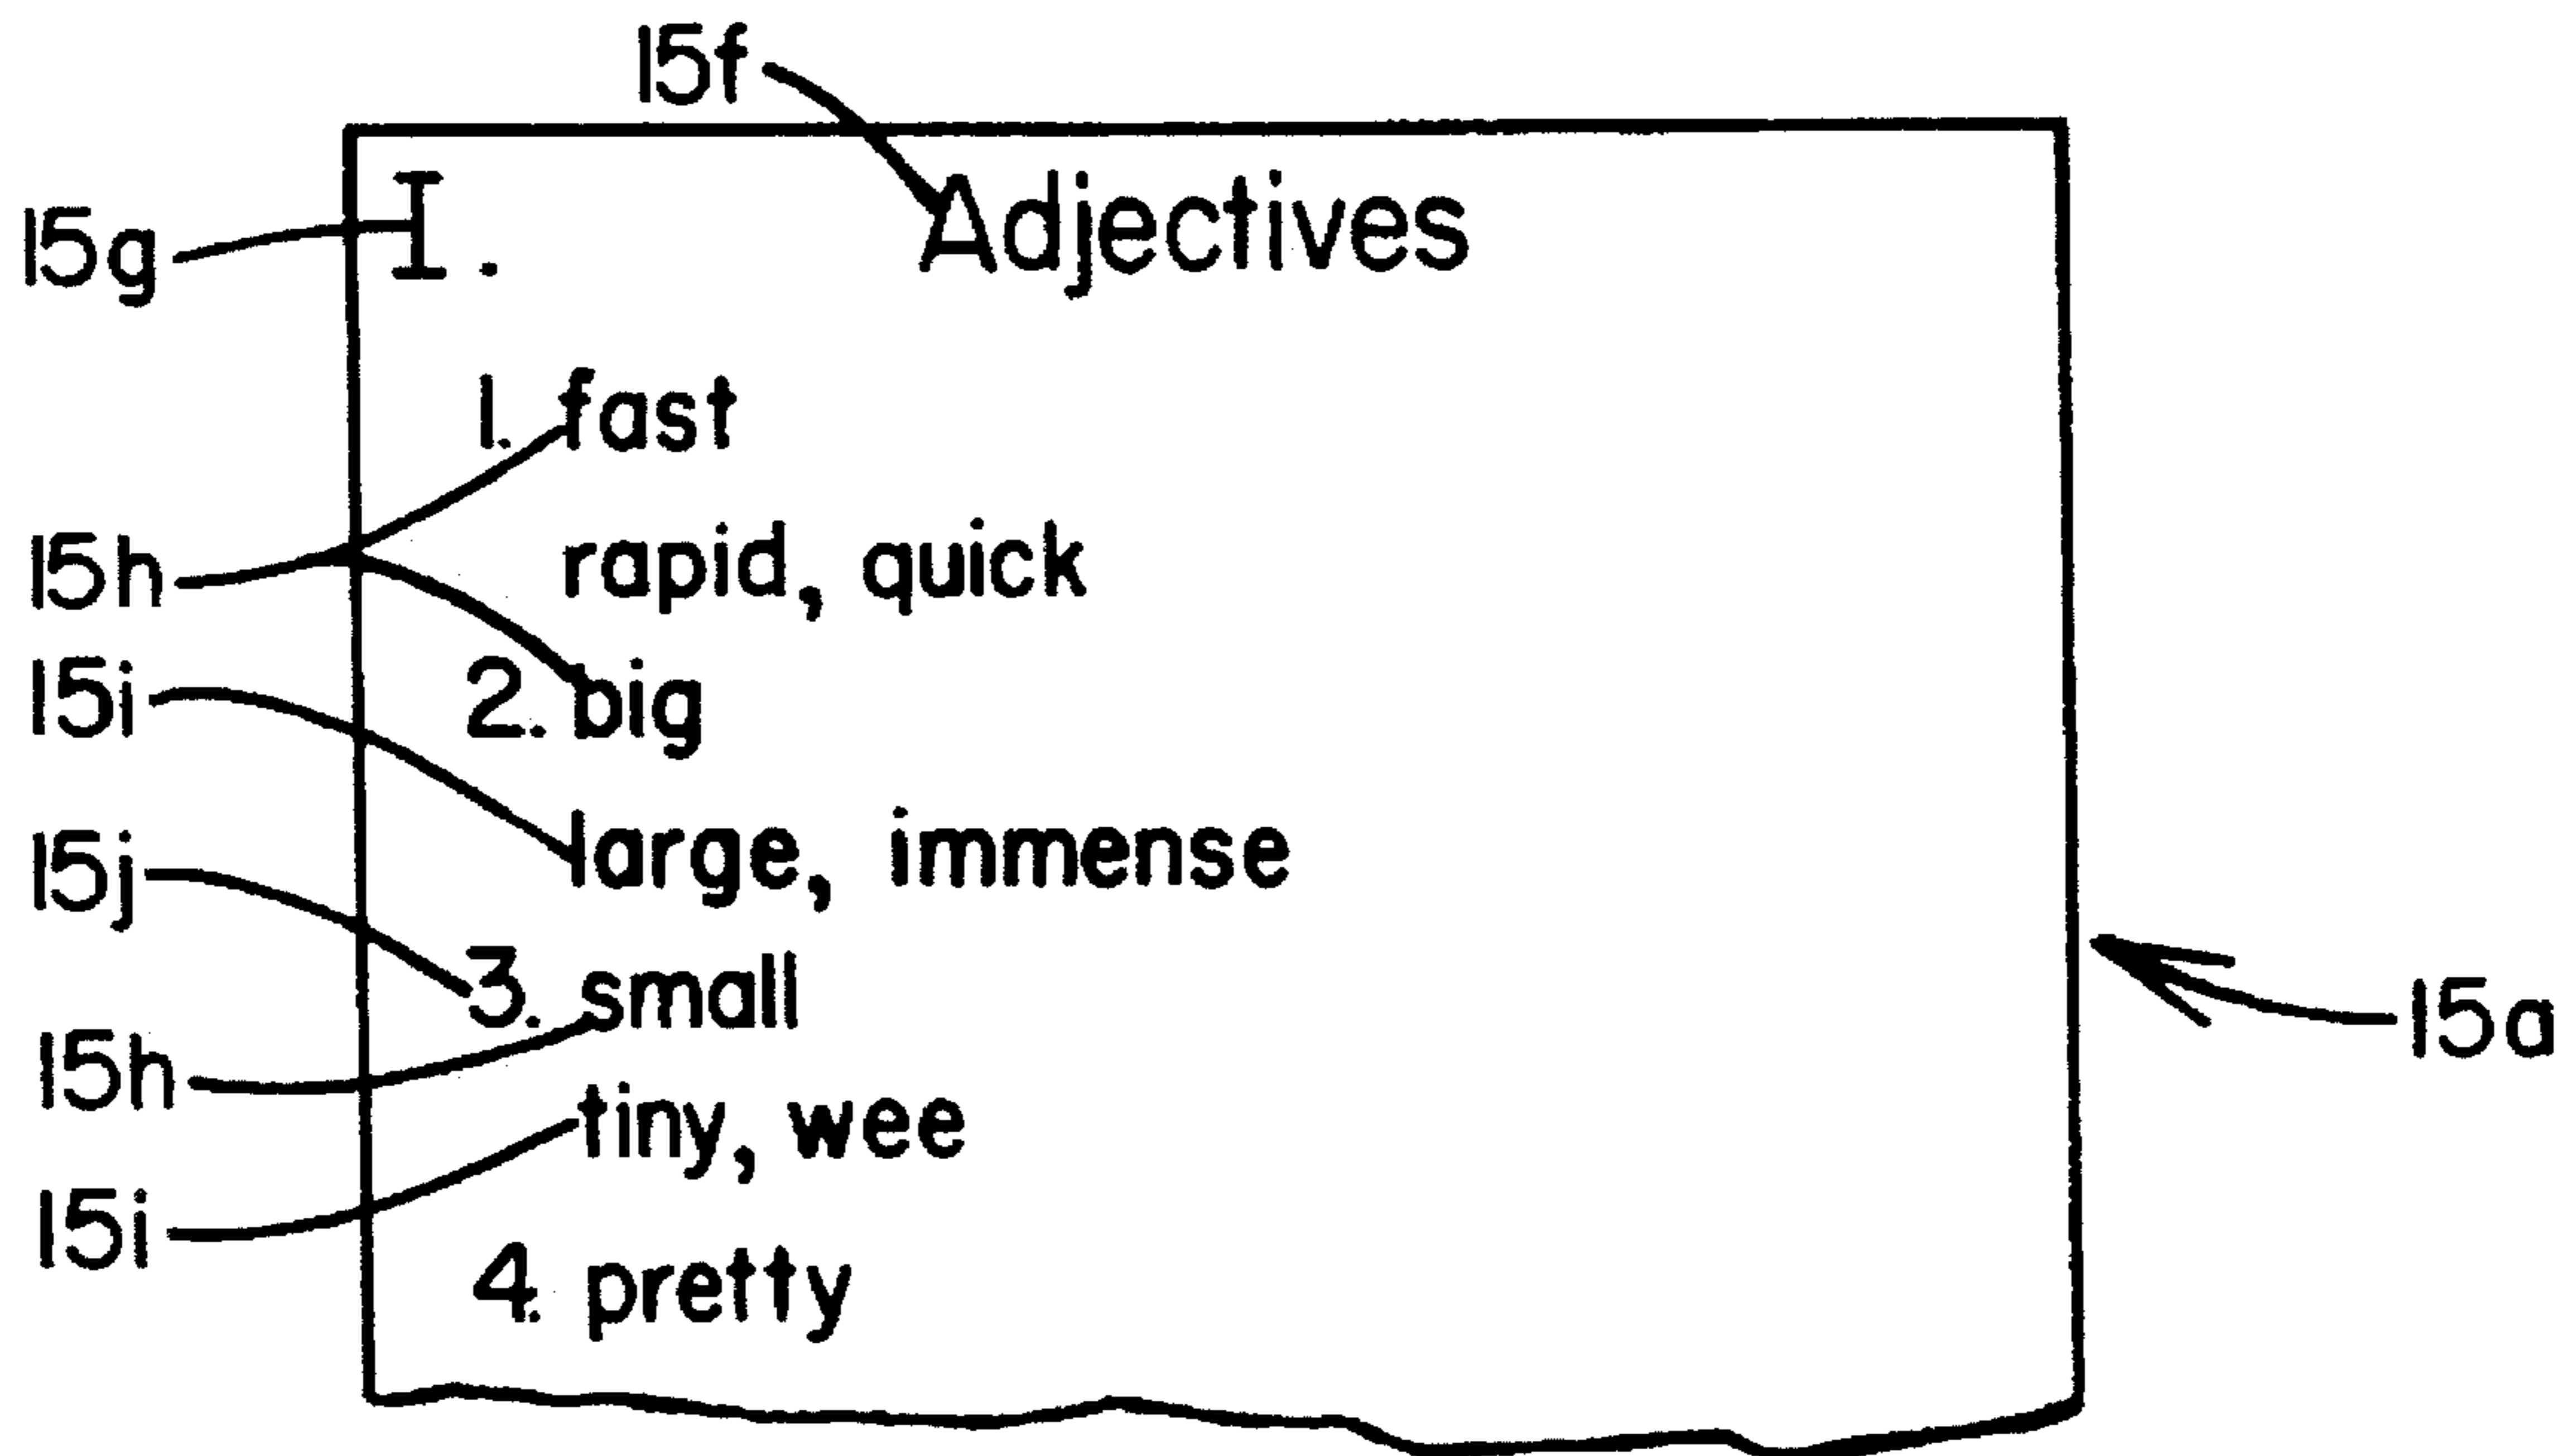 15f
15g I. Adjectives
1. fast
15h rapid, quick
15i 2. big
15j large, immense
3. small
15a
15h tiny, wee
15i
4. pretty